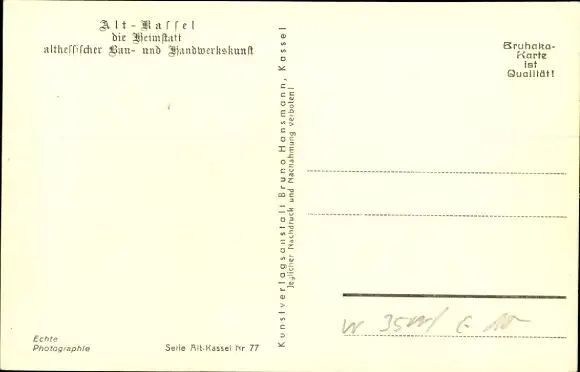 Alt-Kassel
die Heimstatt
althessischer Bau- und Handwerkskunst
Bruhaka-
Karte
ist
Qualität!
Kunstverlagsanstalt Bruno Hansmann, Kassel
Jeglicher Nachdruck und Nachahmung verboten!
Echte
Photographie
Serie Alt-Kassel Nr 77